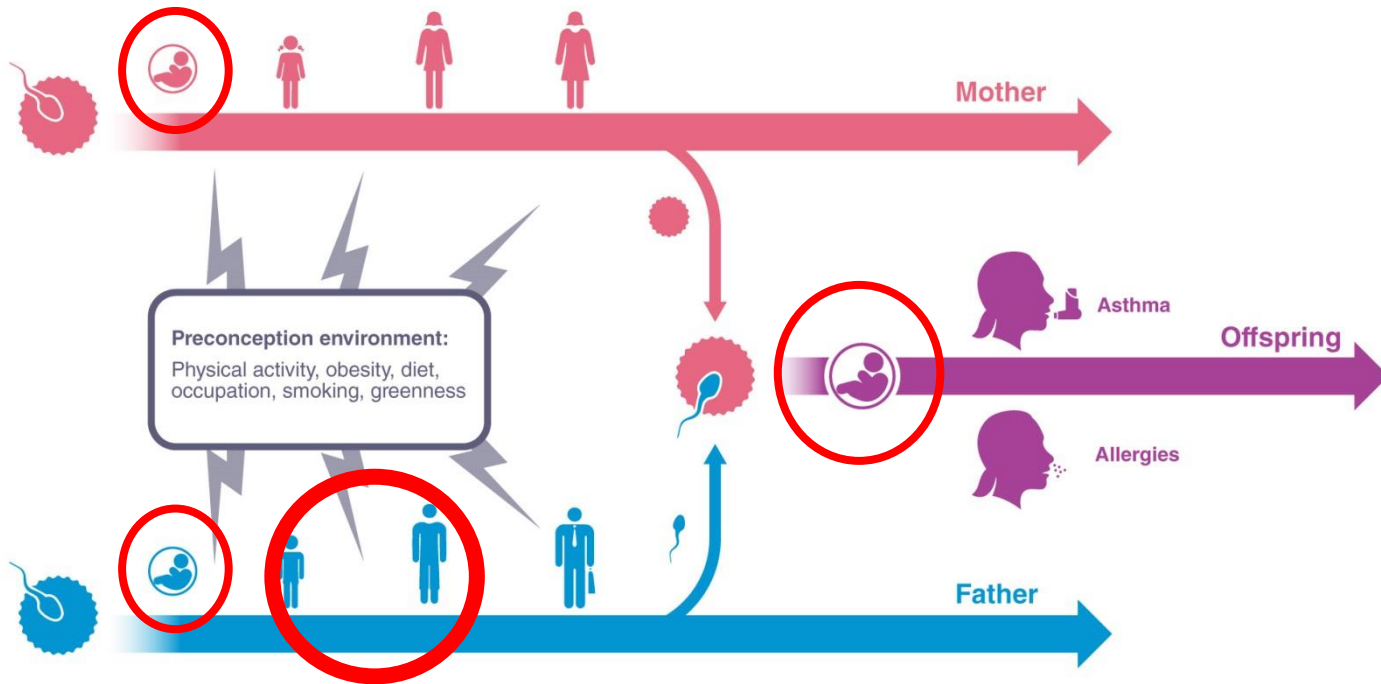 Mother
Preconception environment:
Physical activity, obesity, diet,
occupation, smoking, greenness
Asthma
Offspring
Allergies
Father